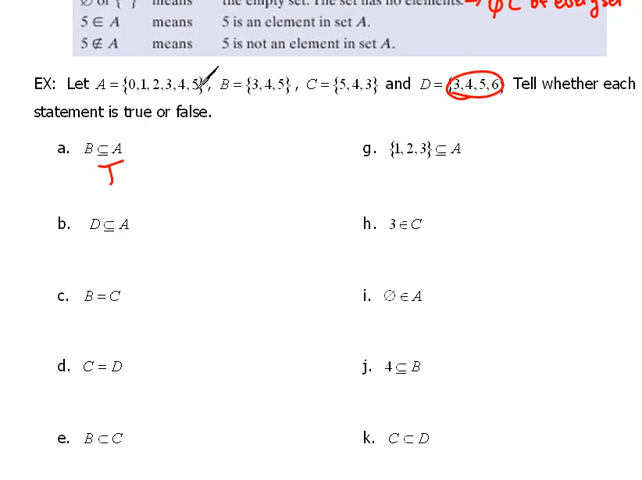 ∅ or { } means the empty set. The set has no elements. → ∅ ⊂ of every set
5 ∈ A means 5 is an element in set A.
5 ∉ A means 5 is not an element in set A.
EX: Let A = {0,1,2,3,4,5}, B = {3,4,5}, C = {5,4,3} and D = {3,4,5,6} Tell whether each
statement is true or false.
a. B ⊆ A
T
b. D ⊆ A
c. B = C
d. C = D
e. B ⊂ C
g. {1,2,3} ⊆ A
h. 3 ∈ C
i. ∅ ∈ A
j. 4 ⊆ B
k. C ⊂ D